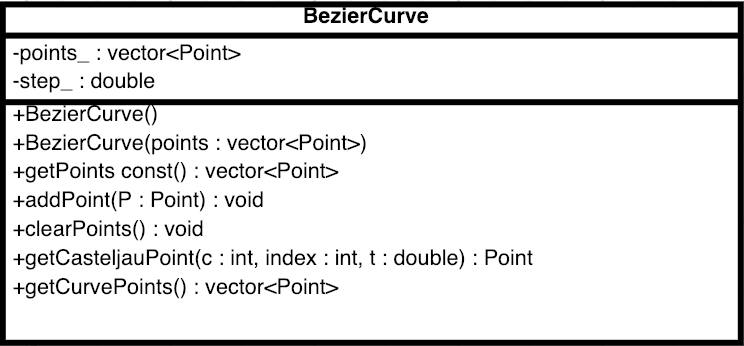 BezierCurve
-points_ : vector<Point>
-step_ : double
+BezierCurve()
+BezierCurve(points : vector<Point>)
+getPoints const() : vector<Point>
+addPoint(P : Point) : void
+clearPoints() : void
+getCasteljauPoint(c : int, index : int, t : double) : Point
+getCurvePoints() : vector<Point>